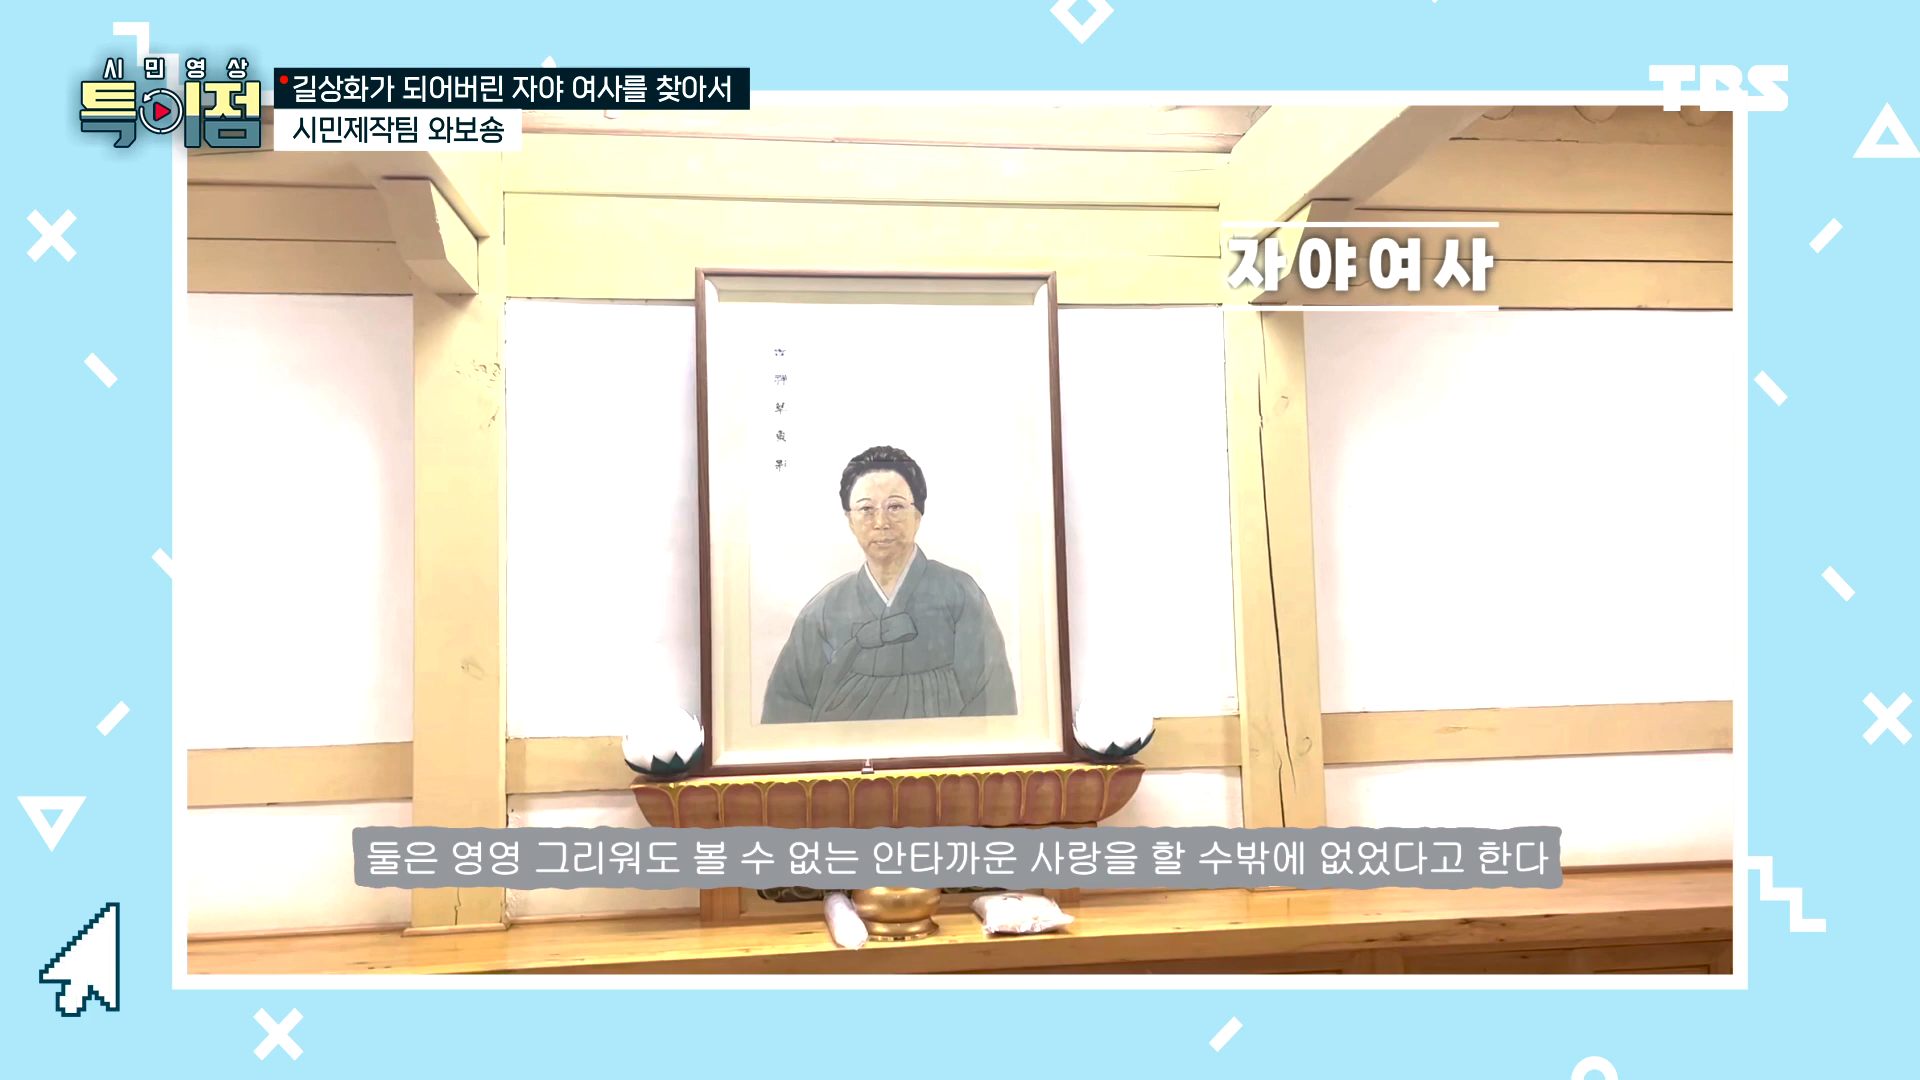 시민영상
특이점
길상화가 되어버린 자야 여사를 찾아서
시민제작팀 와보숑
TBS
자야여사
둘은 영영 그리워도 볼 수 없는 안타까운 사랑을 할 수밖에 없었다고 한다